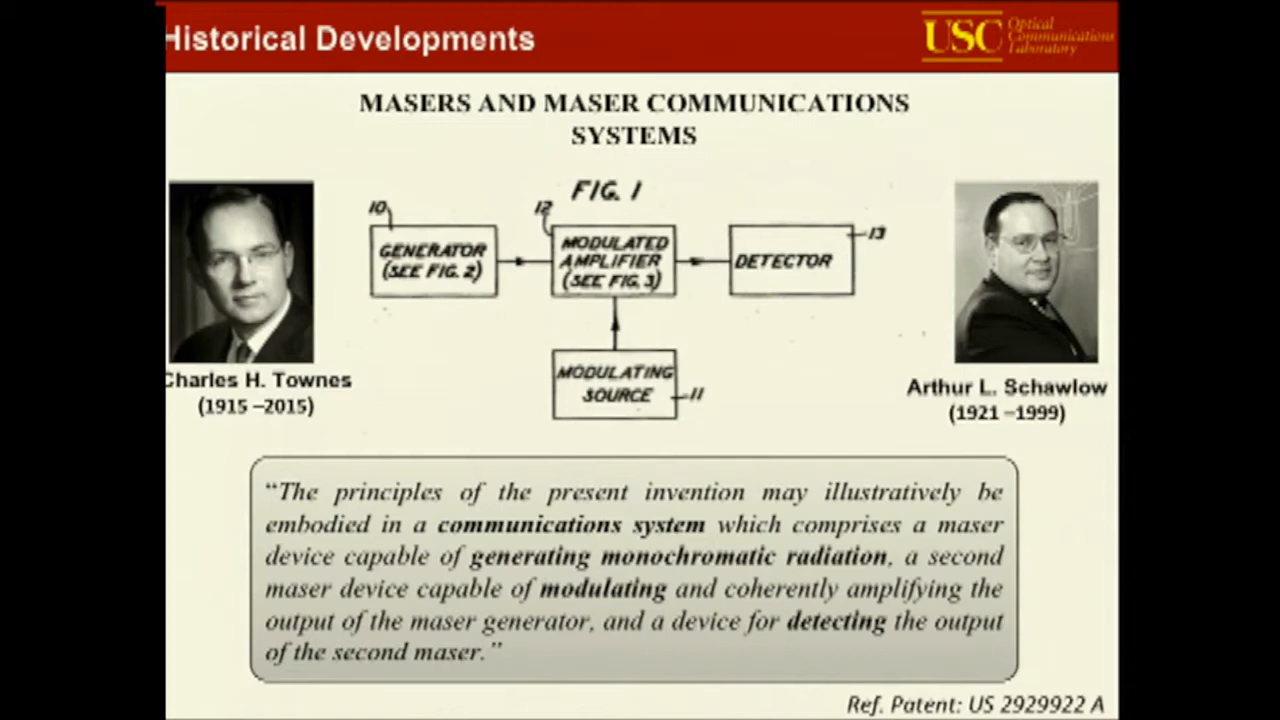 Historical Developments
USC Optical
Communications
Laboratory
MASERS AND MASER COMMUNICATIONS
SYSTEMS
FIG. 1
10
GENERATOR
(SEE FIG. 2)
12
MODULATED
AMPLIFIER
(SEE FIG. 3)
DETECTOR
13
MODULATING
SOURCE
11
Charles H. Townes
(1915 –2015)
Arthur L. Schawlow
(1921 –1999)
“The principles of the present invention may illustratively be
embodied in a communications system which comprises a maser
device capable of generating monochromatic radiation, a second
maser device capable of modulating and coherently amplifying the
output of the maser generator, and a device for detecting the output
of the second maser.”
Ref. Patent: US 2929922 A